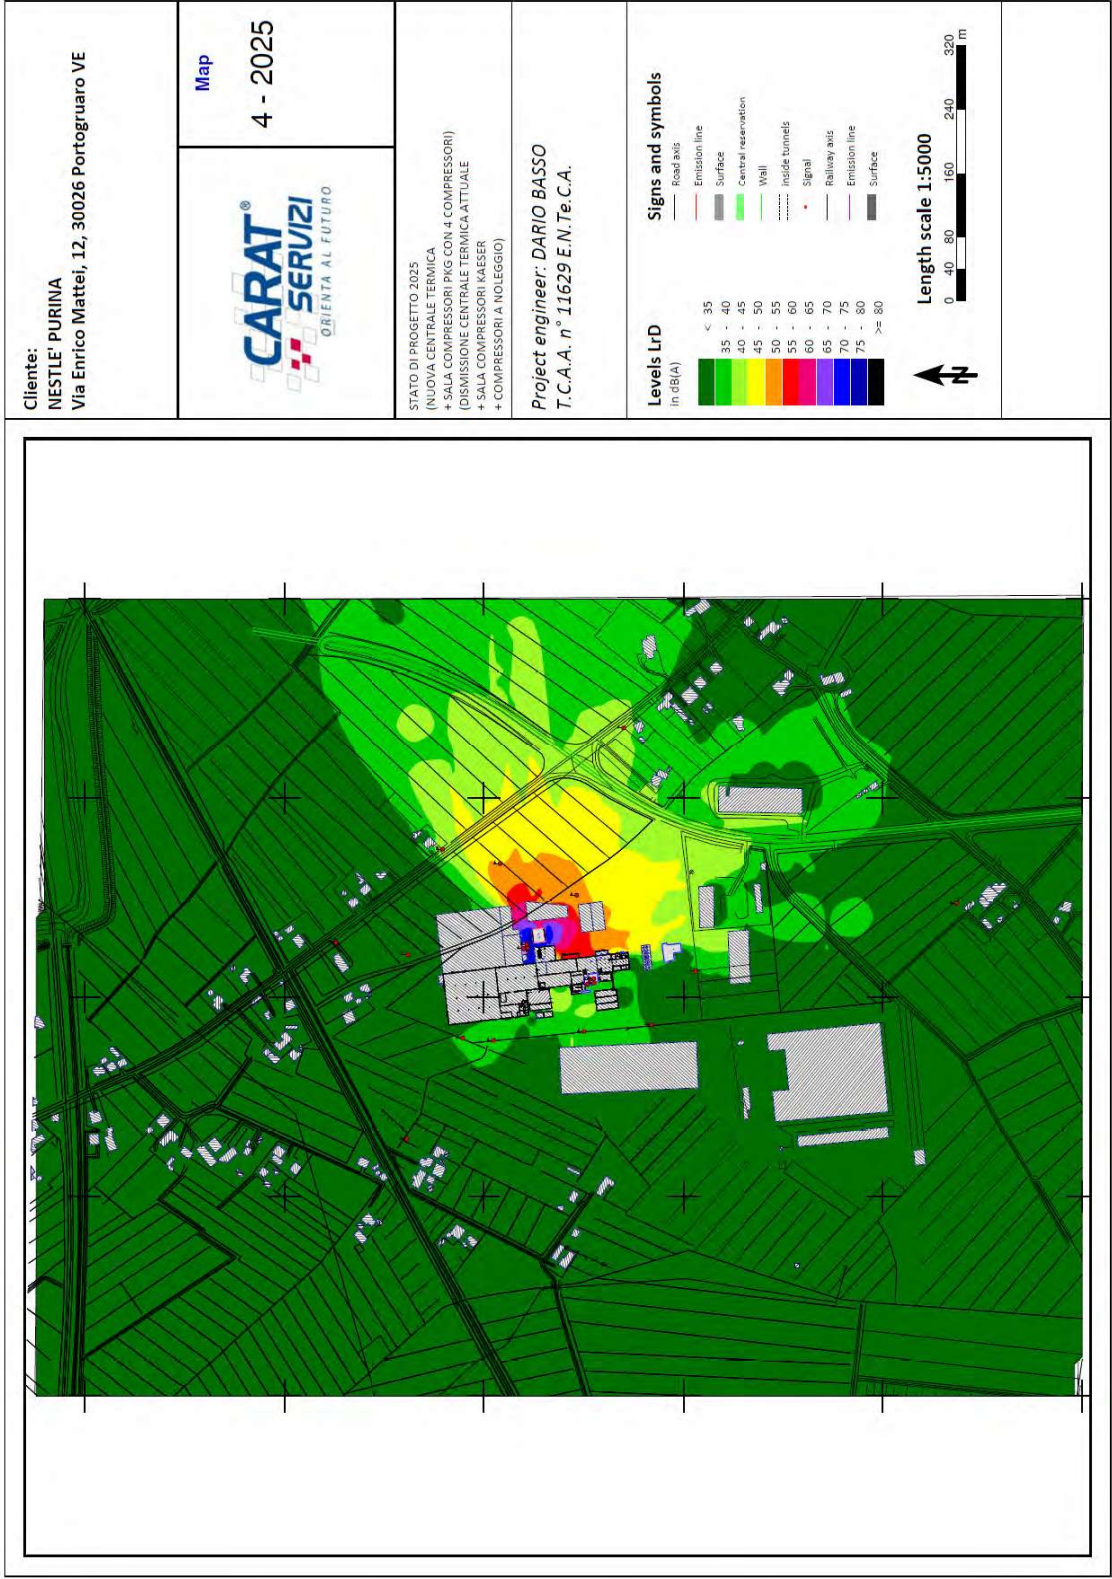 Cliente:
NESTLE' PURINA
Via Enrico Mattei, 12, 30026 Portogruaro VE
Map
4 - 2025
CARAT®
SERVIZI
ORIENTA AL FUTURO
STATO DI PROGETTO 2025
(NUOVA CENTRALE TERMICA
+ SALA COMPRESSORI PKG CON 4 COMPRESSORI)
(DISMISSIONE CENTRALE TERMICA ATTUALE
+ SALA COMPRESSORI KAESER
+ COMPRESSORI A NOLEGGIO)
Project engineer: DARIO BASSO
T.C.A.A. n° 11629 E.N.Te.C.A.
Levels LrD
in dB(A)
< 35
35 - 40
40 - 45
45 - 50
50 - 55
55 - 60
60 - 65
65 - 70
70 - 75
75 - 80
>= 80
Signs and symbols
Road axis
Emission line
Surface
Central reservation
Wall
inside tunnels
Signal
Railway axis
Emission line
Surface
N
Length scale 1:5000
0 40 80 160 240 320
m